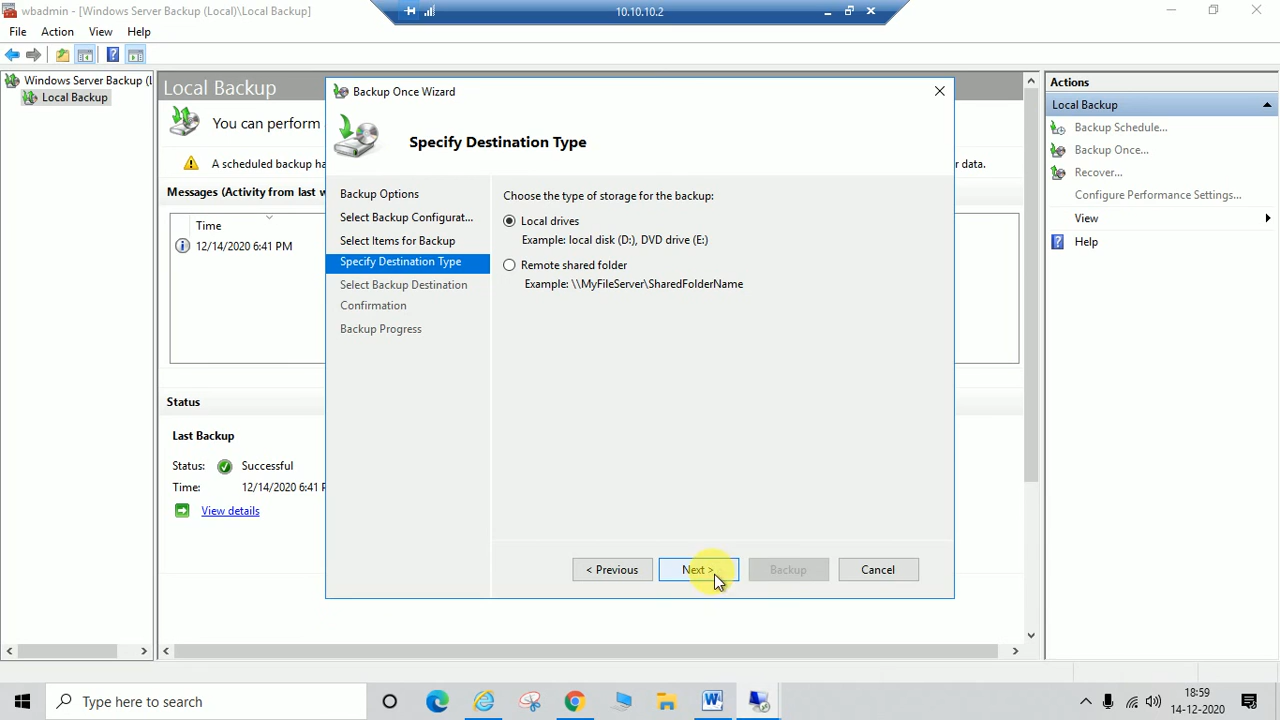 wbadmin - [Windows Server Backup (Local)\Local Backup]
10.10.10.2
File Action View Help
Windows Server Backup (L
Local Backup
Local Backup
You can perform
A scheduled backup ha
data.
Messages (Activity from last w
Time
12/14/2020 6:41 PM
Status
Last Backup
Status: Successful
Time: 12/14/2020 6:41 P
View details
Backup Once Wizard
Specify Destination Type
Backup Options
Select Backup Configurat...
Select Items for Backup
Specify Destination Type
Select Backup Destination
Confirmation
Backup Progress
Choose the type of storage for the backup:
Local drives
Example: local disk (D:), DVD drive (E:)
Remote shared folder
Example: \\MyFileServer\SharedFolderName
< Previous Next > Backup Cancel
Actions
Local Backup
Backup Schedule...
Backup Once...
Recover...
Configure Performance Settings...
View
Help
Type here to search
18:59
14-12-2020